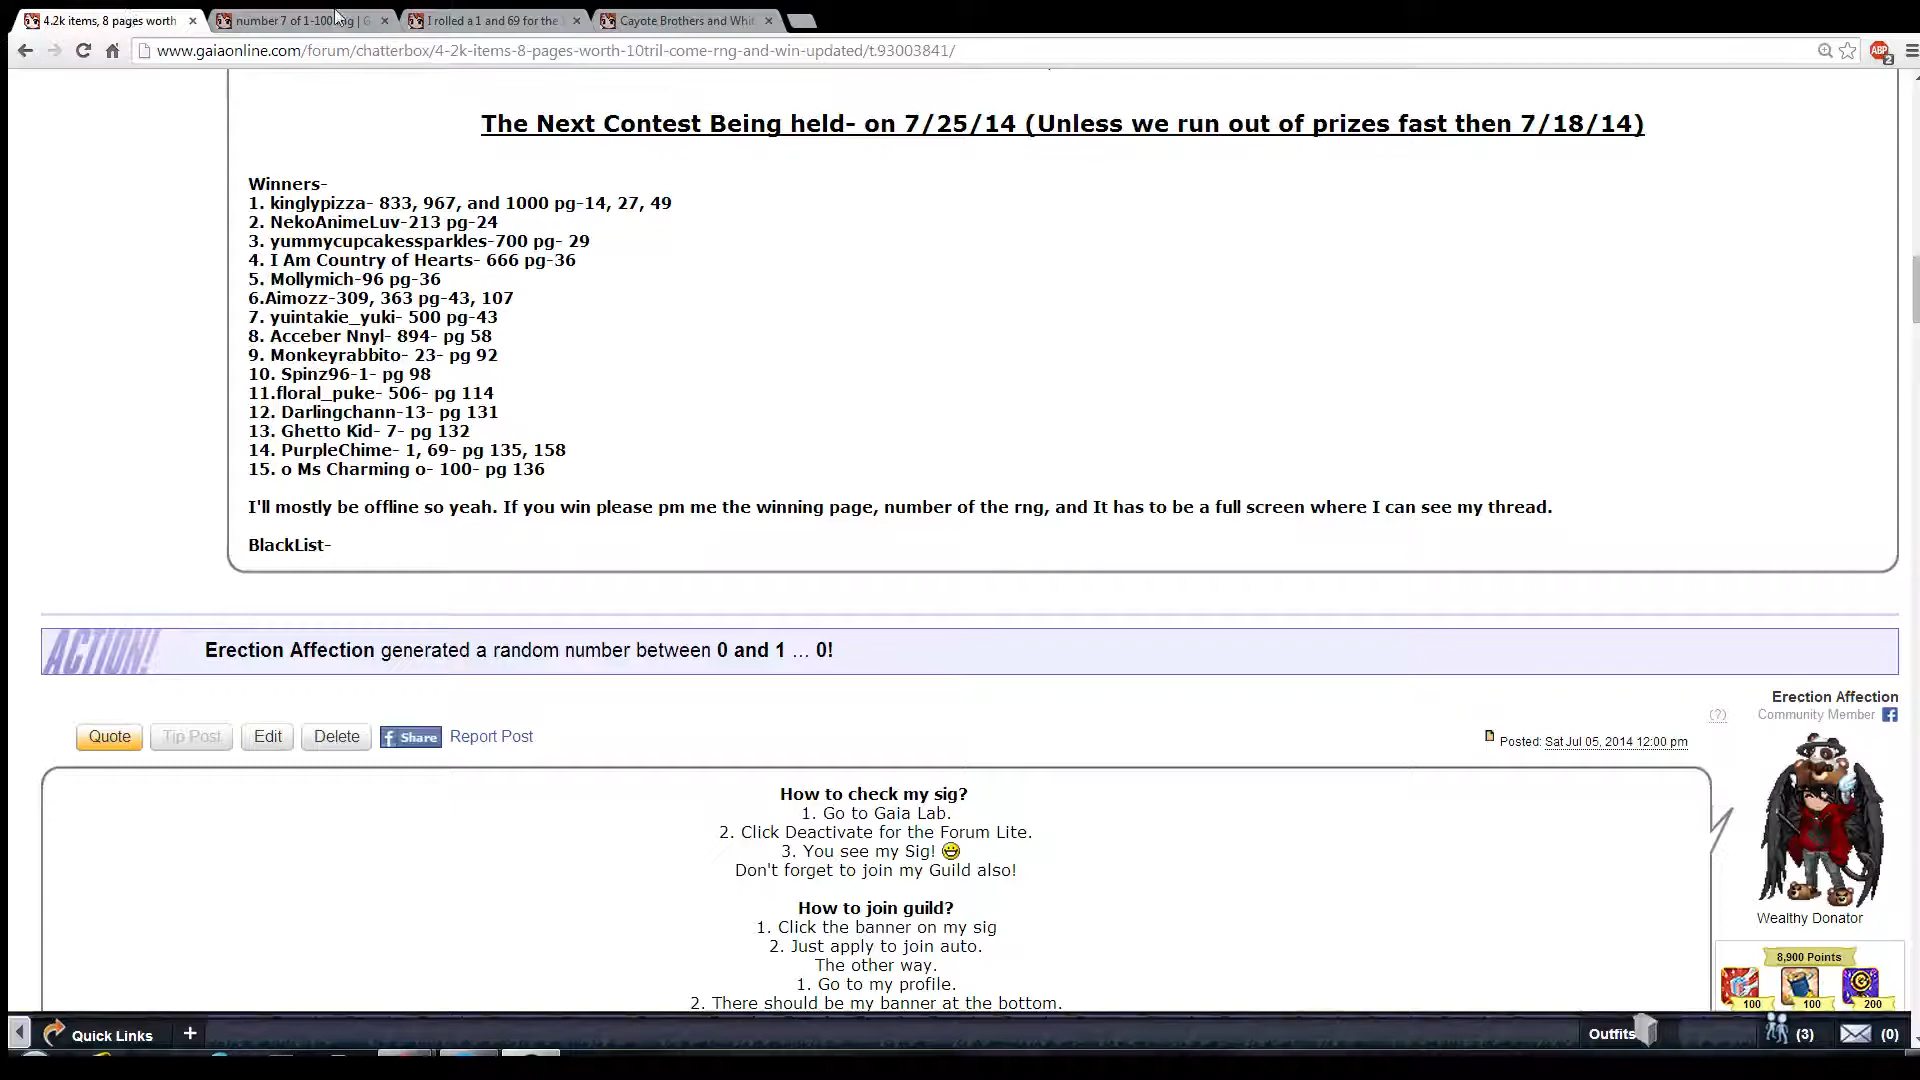 4.2k items, 8 pages worth
number 7 of 1-100
I rolled a 1 and 69 for the
Cayote Brothers and Whit
www.gaiaonline.com/forum/chatterbox/4-2k-items-8-pages-worth-10tril-come-rng-and-win-updated/t.93003841/
ABP
2
The Next Contest Being held- on 7/25/14 (Unless we run out of prizes fast then 7/18/14)
Winners-
1. kinglypizza- 833, 967, and 1000 pg-14, 27, 49
2. NekoAnimeLuv-213 pg-24
3. yummycupcakessparkles-700 pg- 29
4. I Am Country of Hearts- 666 pg-36
5. Mollymich-96 pg-36
6.Aimozz-309, 363 pg-43, 107
7. yuintakie_yuki- 500 pg-43
8. Acceber Nnyl- 894- pg 58
9. Monkeyrabbito- 23- pg 92
10. Spinz96-1- pg 98
11.floral_puke- 506- pg 114
12. Darlingchann-13- pg 131
13. Ghetto Kid- 7- pg 132
14. PurpleChime- 1, 69- pg 135, 158
15. o Ms Charming o- 100- pg 136
I'll mostly be offline so yeah. If you win please pm me the winning page, number of the rng, and It has to be a full screen where I can see my thread.
BlackList-
ACTION!
Erection Affection generated a random number between 0 and 1 ... 0!
Erection Affection
(?) Community Member
Quote Tip Post Edit Delete Share Report Post
Posted: Sat Jul 05, 2014 12:00 pm
How to check my sig?
1. Go to Gaia Lab.
2. Click Deactivate for the Forum Lite.
3. You see my Sig!
Don't forget to join my Guild also!
How to join guild?
1. Click the banner on my sig
2. Just apply to join auto.
The other way.
1. Go to my profile.
2. There should be my banner at the bottom.
Wealthy Donator
8,900 Points
100 100 200
Quick Links + Outfits (3) (0)